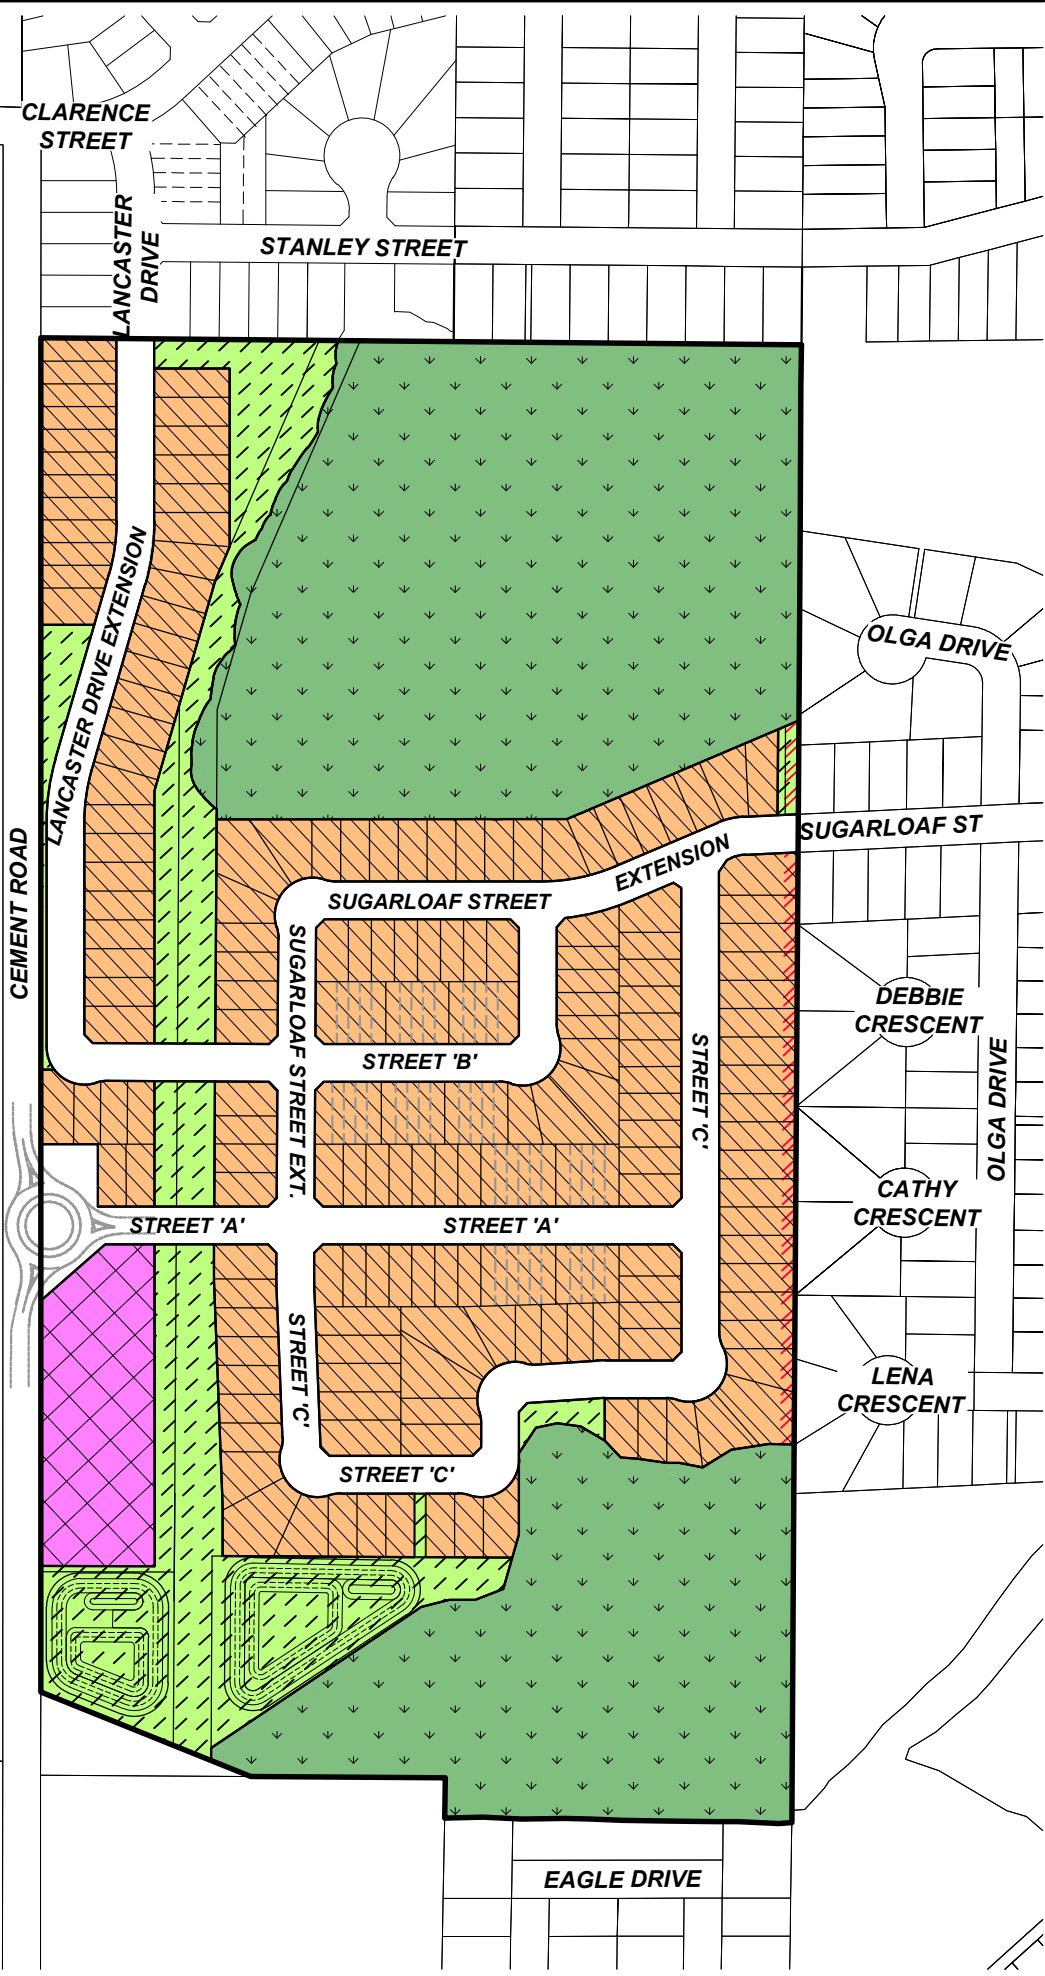 CLARENCE
STREET
LANCASTER
DRIVE
STANLEY STREET
LANCASTER DRIVE EXTENSION
OLGA DRIVE
CEMENT ROAD
SUGARLOAF ST
EXTENSION
SUGARLOAF STREET
SUGARLOAF STREET EXT.
DEBBIE
CRESCENT
STREET 'B'
STREET 'C'
OLGA DRIVE
CATHY
CRESCENT
STREET 'A'
STREET 'A'
STREET 'C'
LENA
CRESCENT
STREET 'C'
EAGLE DRIVE